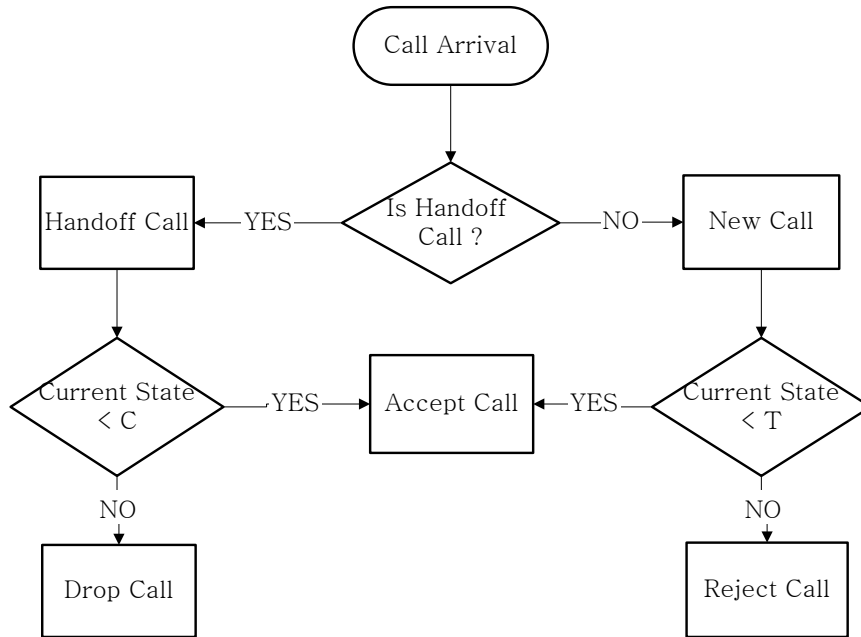 Call Arrival
Is Handoff
Call ?
YES
NO
Handoff Call
New Call
Current State
< C
YES
Accept Call
YES
Current State
< T
NO
NO
Drop Call
Reject Call